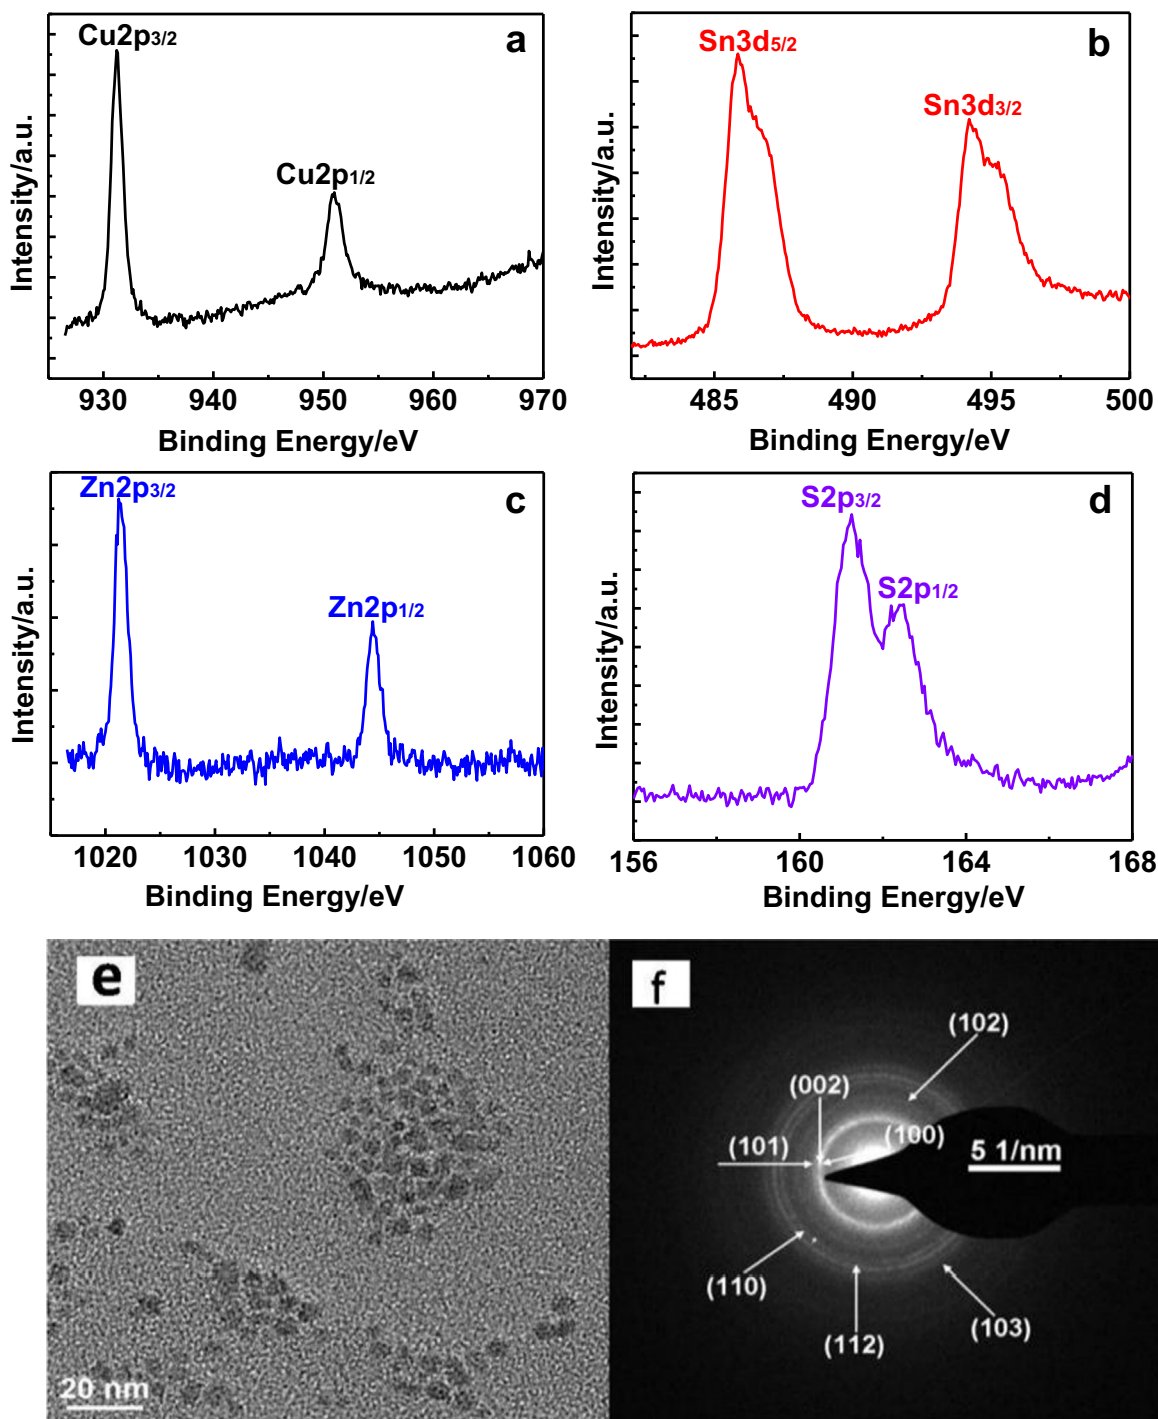 Cu2p3/2
a
Cu2p1/2
Intensity/a.u.
930 940 950 960 970
Binding Energy/eV
Sn3d5/2
b
Sn3d3/2
Intensity/a.u.
485 490 495 500
Binding Energy/eV
Zn2p3/2
c
Zn2p1/2
Intensity/a.u.
1020 1030 1040 1050 1060
Binding Energy/eV
S2p3/2
d
S2p1/2
Intensity/a.u.
156 160 164 168
Binding Energy/eV
e
20 nm
f
(102)
(002)
(100)
(101)
5 1/nm
(110)
(112)
(103)